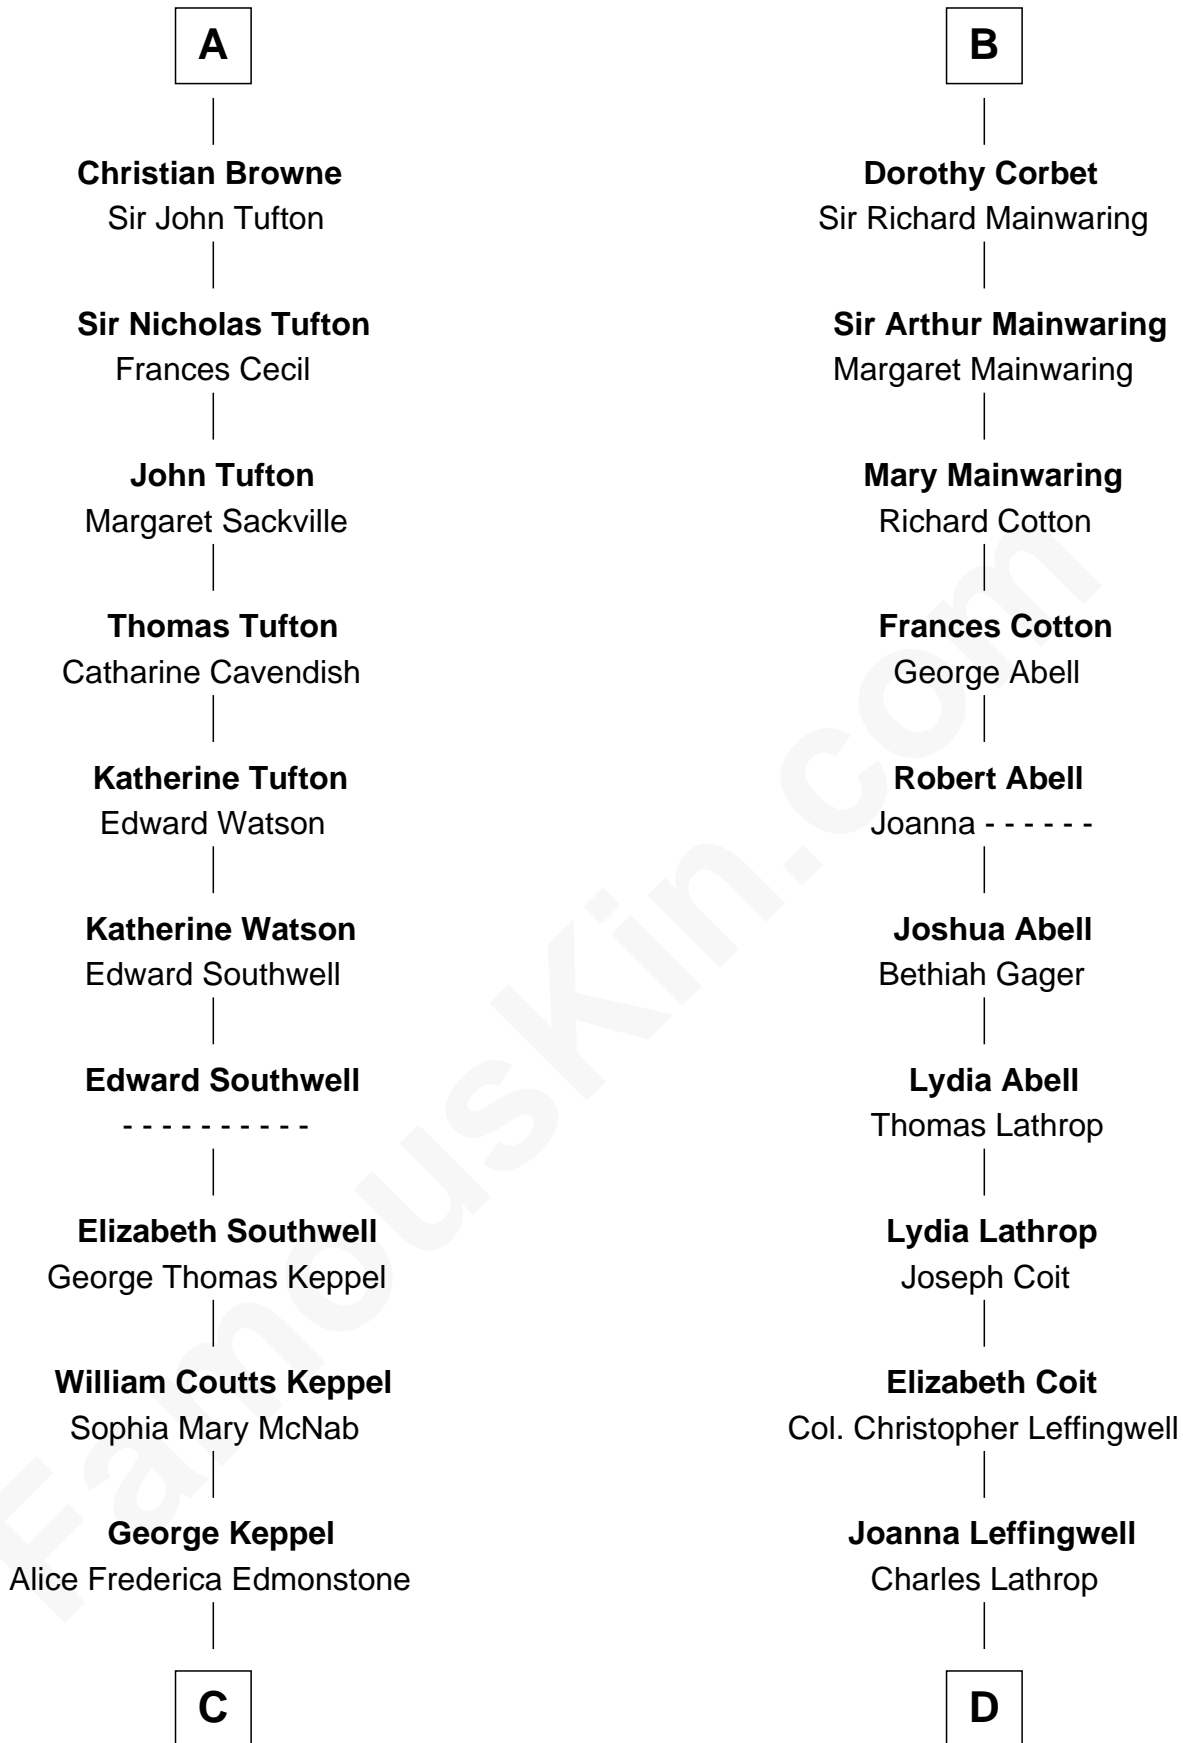 A
Christian Browne
Sir John Tufton
Sir Nicholas Tufton
Frances Cecil
John Tufton
Margaret Sackville
Thomas Tufton
Catharine Cavendish
Katherine Tufton
Edward Watson
Katherine Watson
Edward Southwell
Edward Southwell
- - - - - - - - - -
Elizabeth Southwell
George Thomas Keppel
William Coutts Keppel
Sophia Mary McNab
George Keppel
Alice Frederica Edmonstone
C
B
Dorothy Corbet
Sir Richard Mainwaring
Sir Arthur Mainwaring
Margaret Mainwaring
Mary Mainwaring
Richard Cotton
Frances Cotton
George Abell
Robert Abell
Joanna - - - - - -
Joshua Abell
Bethiah Gager
Lydia Abell
Thomas Lathrop
Lydia Lathrop
Joseph Coit
Elizabeth Coit
Col. Christopher Leffingwell
Joanna Leffingwell
Charles Lathrop
D
FamousKin.com